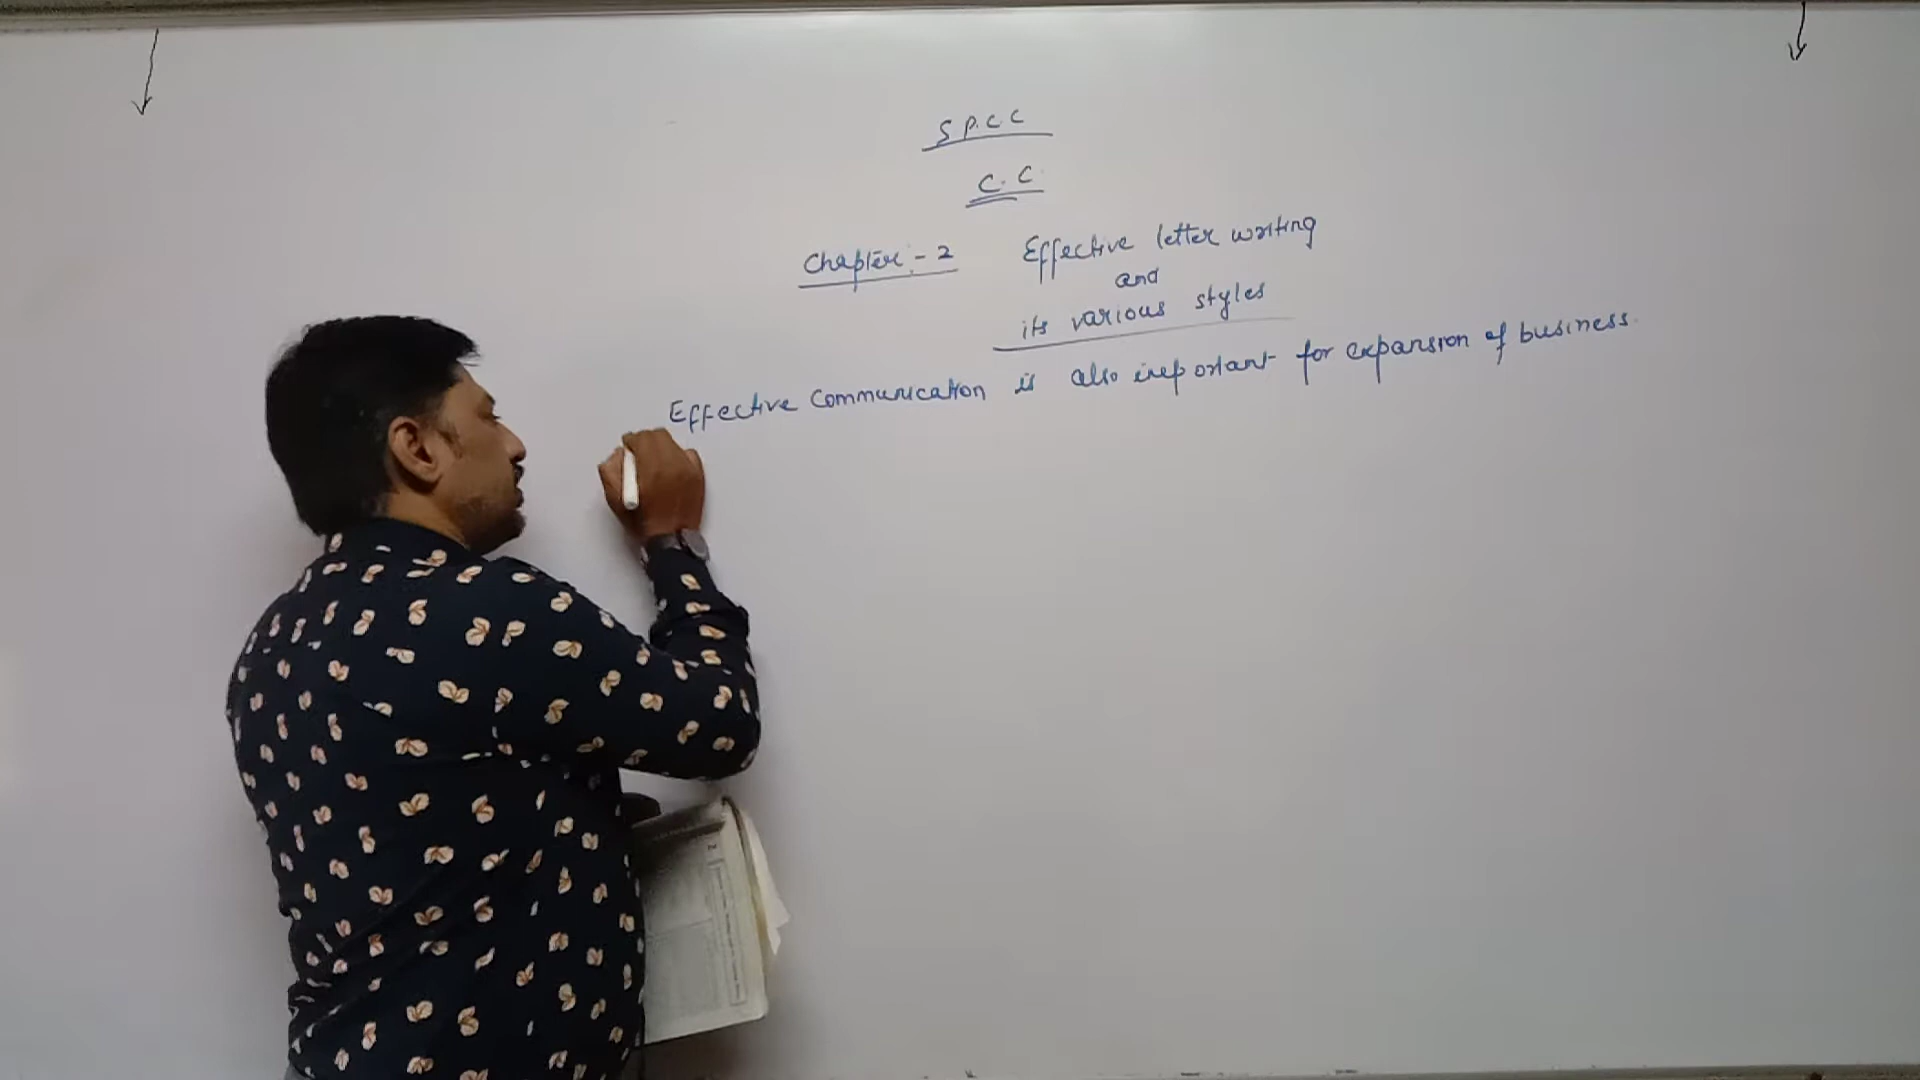 S.P.C.C
C.C.
Chapter:-2 Effective letter writing
and
its various styles
Effective Communication is also important for expansion of business.